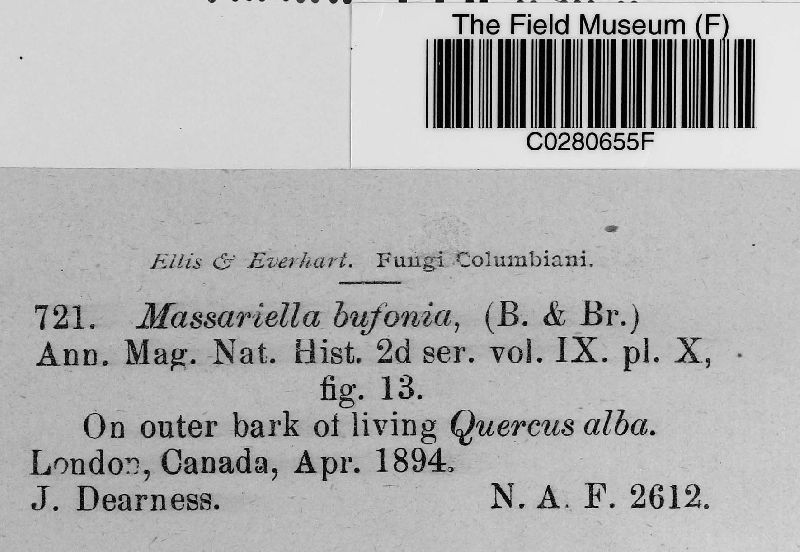 The Field Museum (F)
C0280655F
Ellis & Everhart. Fungi Columbiani.
721. Massariella bufonia, (B. & Br.)
Ann. Mag. Nat. Hist. 2d ser. vol. IX. pl. X,
fig. 13.
On outer bark of living Quercus alba.
London, Canada, Apr. 1894.
J. Dearness. N. A. F. 2612.